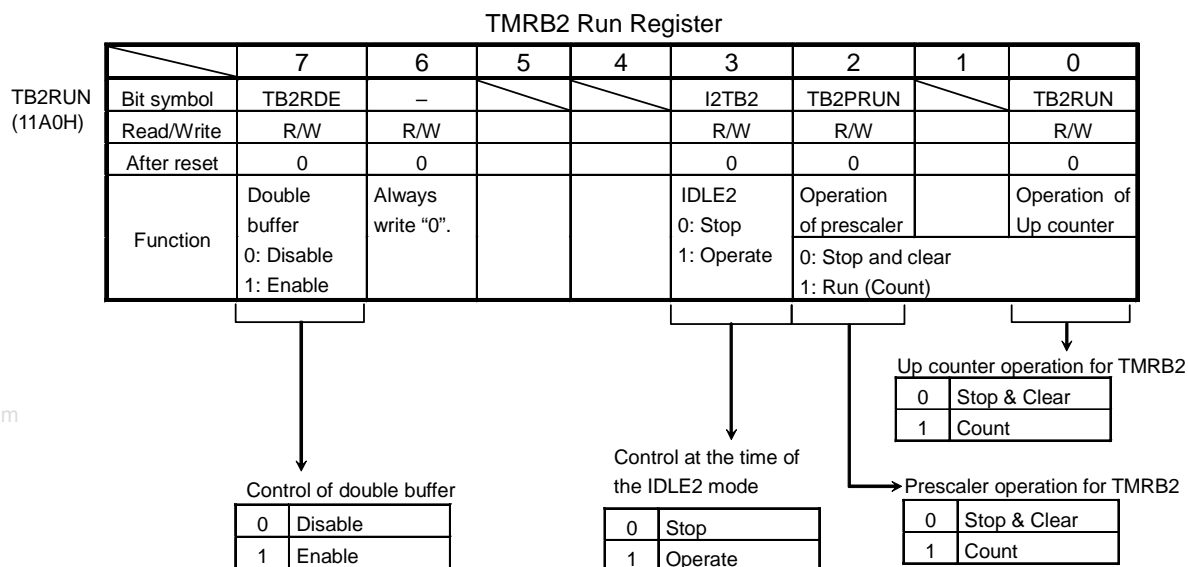 TMRB2 Run Register
7 6 5 4 3 2 1 0
TB2RUN
(11A0H)
Bit symbol TB2RDE – I2TB2 TB2PRUN TB2RUN
Read/Write R/W R/W R/W R/W R/W
After reset 0 0 0 0 0
Function
Double
buffer
0: Disable
1: Enable
Always
write “0”.
IDLE2
0: Stop
1: Operate
Operation
of prescaler
Operation of
Up counter
0: Stop and clear
1: Run (Count)
Up counter operation for TMRB2
0 Stop & Clear
1 Count
m
Control of double buffer
0 Disable
1 Enable
Control at the time of
the IDLE2 mode
0 Stop
1 Operate
Prescaler operation for TMRB2
0 Stop & Clear
1 Count